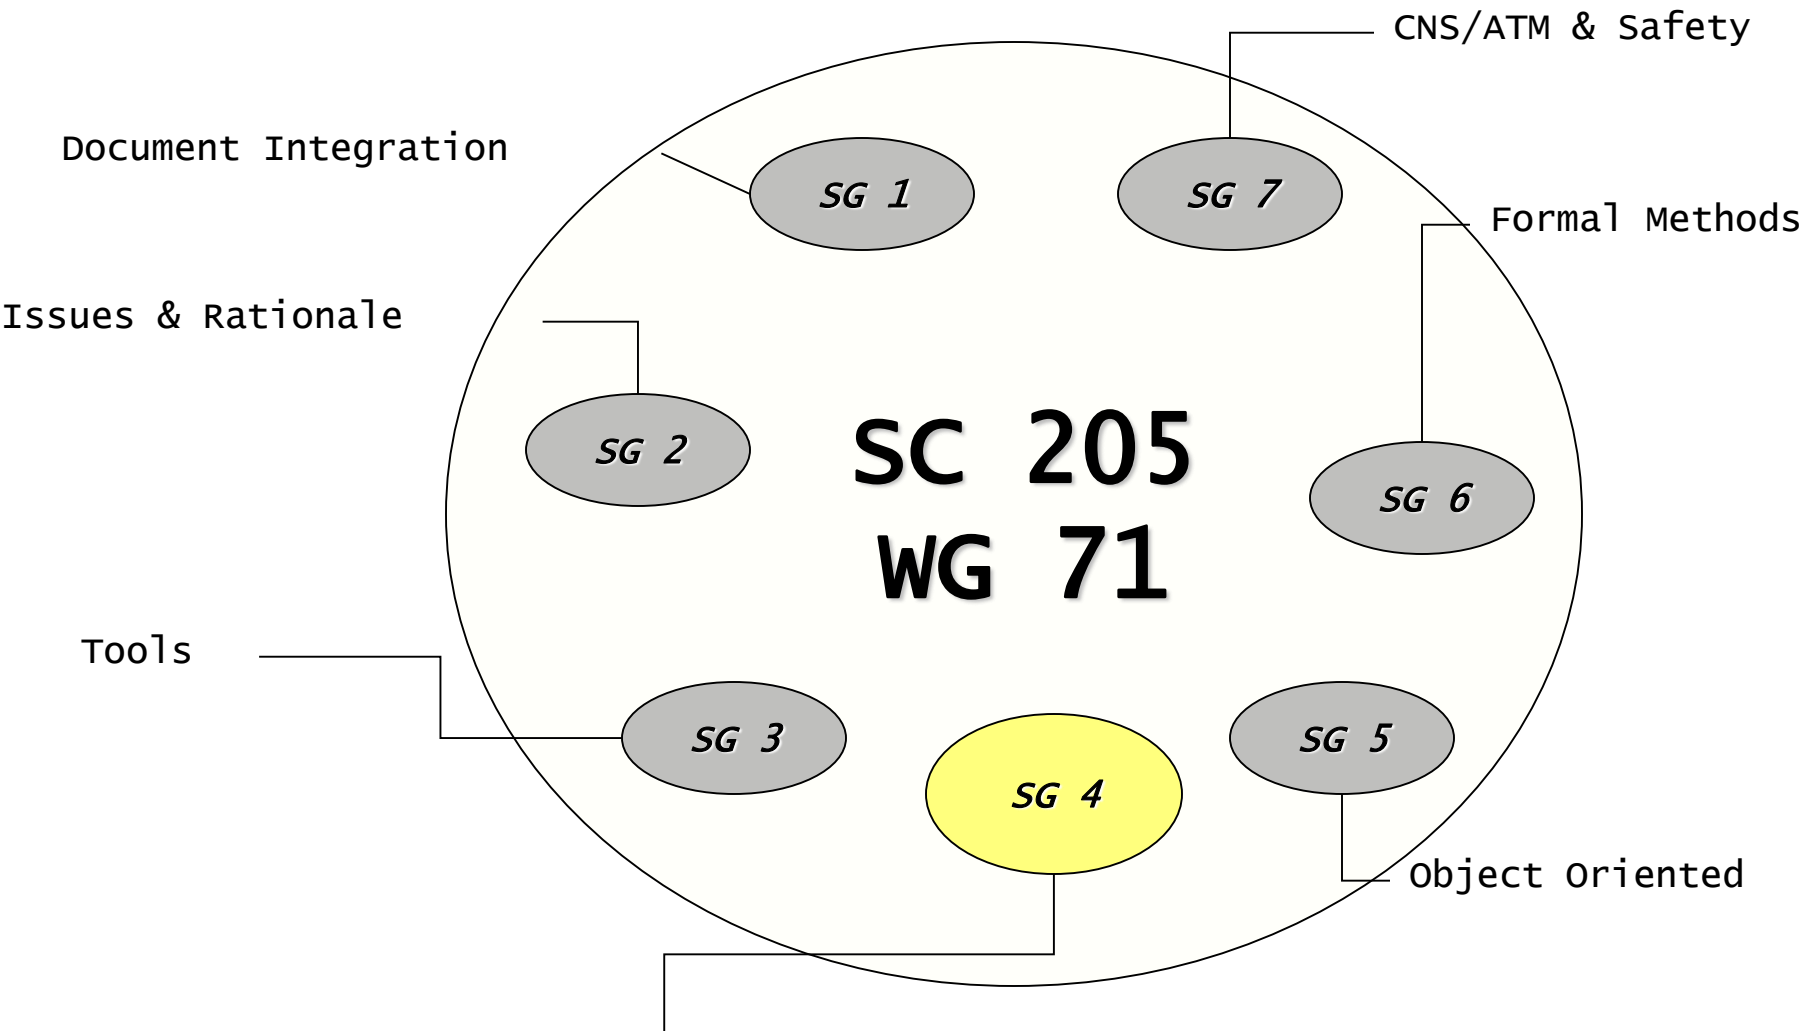 CNS/ATM & Safety
Document Integration
SG 1
SG 7
Formal Methods
Issues & Rationale
SC 205
SG 2
SG 6
WG 71
Tools
SG 3
SG 5
SG 4
Object Oriented